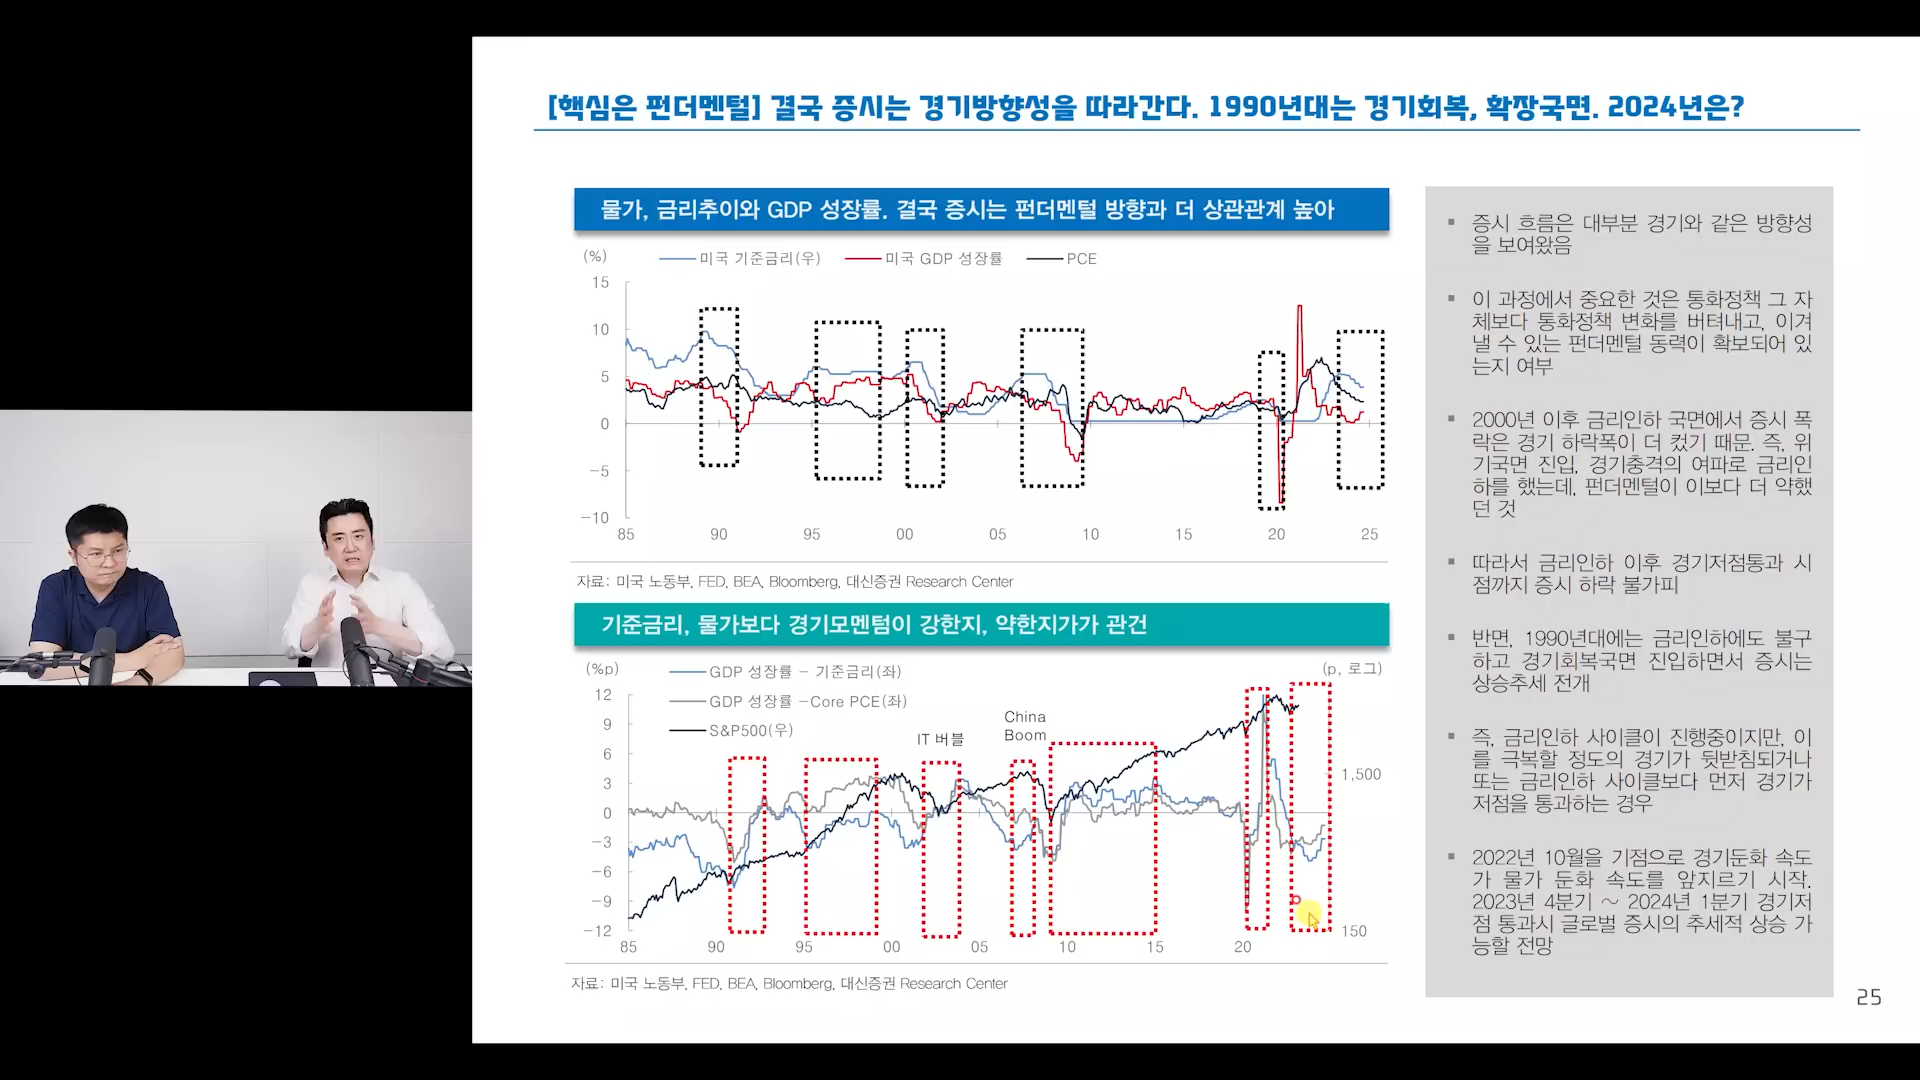 [핵심은 펀더멘털] 결국 증시는 경기방향성을 따라간다. 1990년대는 경기회복, 확장국면. 2024년은?
물가, 금리추이와 GDP 성장률. 결국 증시는 펀더멘털 방향과 더 상관관계 높아
(%)
미국 기준금리(우)
미국 GDP 성장률
PCE
15
10
5
0
-5
-10
85
90
95
00
05
10
15
20
25
자료: 미국 노동부, FED, BEA, Bloomberg, 대신증권 Research Center
기준금리, 물가보다 경기모멘텀이 강한지, 약한지가가 관건
(%p)
(p, 로그)
GDP 성장률 - 기준금리(좌)
GDP 성장률 -Core PCE(좌)
S&P500(우)
IT 버블
China
Boom
12
9
6
3
0
-3
-6
-9
-12
1,500
150
85
90
95
00
05
10
15
20
자료: 미국 노동부, FED, BEA, Bloomberg, 대신증권 Research Center
▪ 증시 흐름은 대부분 경기와 같은 방향성
을 보여왔음
▪ 이 과정에서 중요한 것은 통화정책 그 자
체보다 통화정책 변화를 버텨내고, 이겨
낼 수 있는 펀더멘털 동력이 확보되어 있
는지 여부
▪ 2000년 이후 금리인하 국면에서 증시 폭
락은 경기 하락폭이 더 컸기 때문. 즉, 위
기국면 진입, 경기충격의 여파로 금리인
하를 했는데, 펀더멘털이 이보다 더 약했
던 것
▪ 따라서 금리인하 이후 경기저점통과 시
점까지 증시 하락 불가피
▪ 반면, 1990년대에는 금리인하에도 불구
하고 경기회복국면 진입하면서 증시는
상승추세 전개
▪ 즉, 금리인하 사이클이 진행중이지만, 이
를 극복할 정도의 경기가 뒷받침되거나
또는 금리인하 사이클보다 먼저 경기가
저점을 통과하는 경우
▪ 2022년 10월을 기점으로 경기둔화 속도
가 물가 둔화 속도를 앞지르기 시작.
2023년 4분기 ~ 2024년 1분기 경기저
점 통과시 글로벌 증시의 추세적 상승 가
능할 전망
25